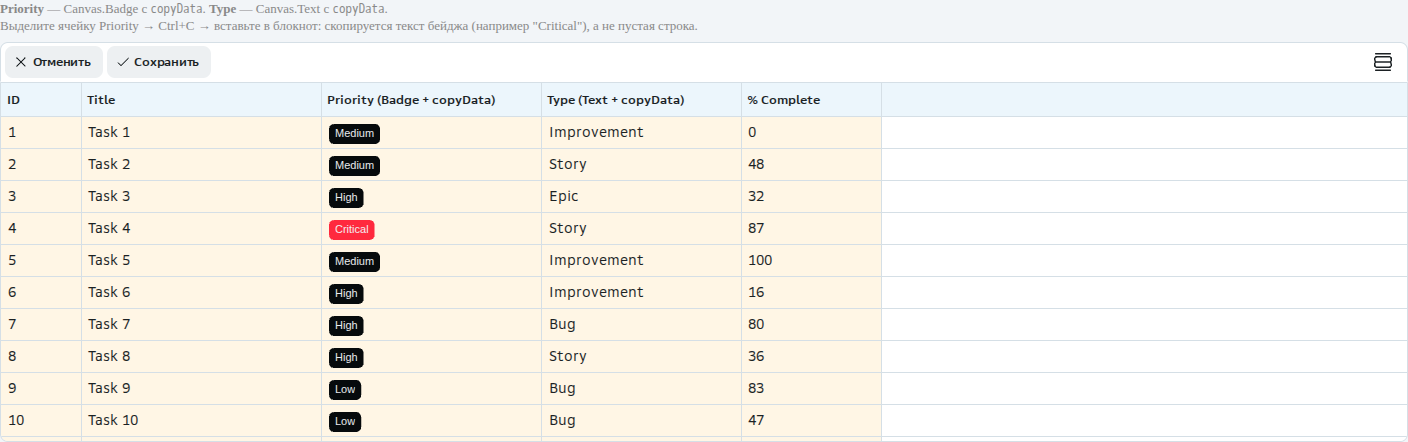 Priority — Canvas.Badge с copyData. Type — Canvas.Text с copyData.
Выделите ячейку Priority → Ctrl+C → вставьте в блокнот: скопируется текст бейджа (например "Critical"), а не пустая строка.
Отменить Сохранить
ID Title Priority (Badge + copyData) Type (Text + copyData) % Complete
1 Task 1 Medium Improvement 0
2 Task 2 Medium Story 48
3 Task 3 High Epic 32
4 Task 4 Critical Story 87
5 Task 5 Medium Improvement 100
6 Task 6 High Improvement 16
7 Task 7 High Bug 80
8 Task 8 High Story 36
9 Task 9 Low Bug 83
10 Task 10 Low Bug 47